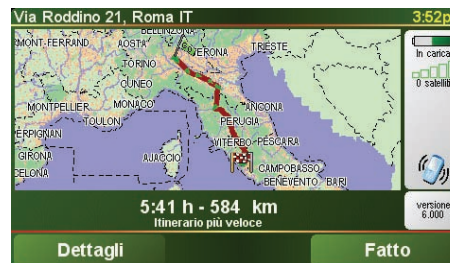 Via Roddino 21, Roma IT
3:52p
MONT-FERRAND
AOSTA
BELLINZONA
VERONA
TRIESTE
TORINO
CUNEO
MONTPELLIER
MONACO
TOULON
ANCONA
ERPIGNAN
PERUGIA
GIRONA
AJACCIO
VITERBO
PESCARA
CELONA
CAMPOBASSO
BENEVENTO
BARI
In carica
0 satelliti
versione
6.000
5:41 h - 584 km
Itinerario più veloce
Dettagli
Fatto